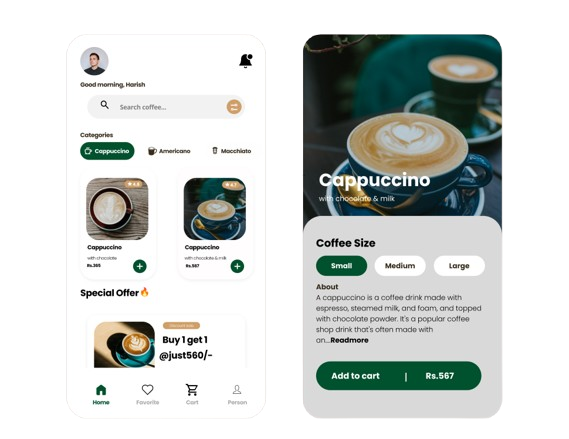 Good morning, Harish
Search coffee...
Categories
Cappuccino
Americano
Macchiato
4.8
4.7
Cappuccino
with chocolate
Rs.365
Cappuccino
with chocolate & milk
Rs.567
Special Offer🔥
Buy 1 get 1
@just560/-
Home
Favorite
Cart
Person
Cappuccino
with chocolate & milk
Coffee Size
Small
Medium
Large
About
A cappuccino is a coffee drink made with
espresso, steamed milk, and foam, and topped
with chocolate powder. It's a popular coffee
shop drink that's often made with
an...Readmore
Add to cart | Rs.567